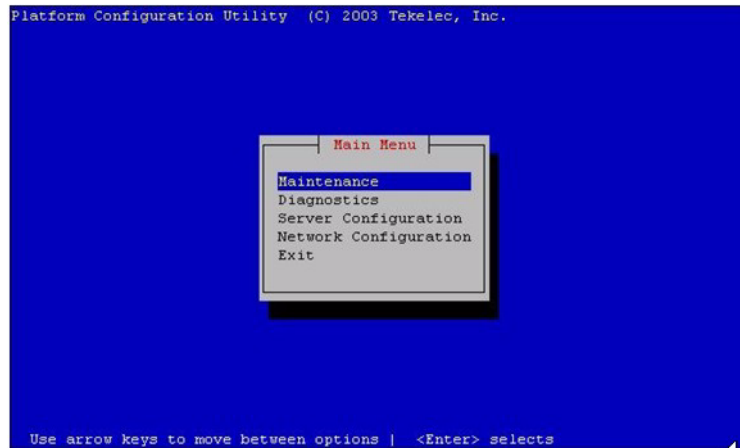 Platform Configuration Utility (C) 2003 Tekelec, Inc.
Main Menu
Maintenance
Diagnostics
Server Configuration
Network Configuration
Exit
Use arrow keys to move between options | <Enter> selects